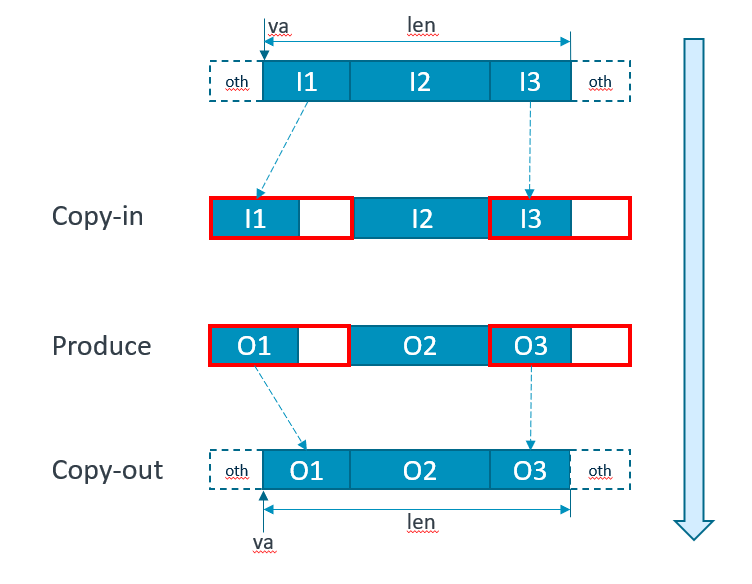 va len
oth I1 I2 I3 oth
Copy-in I1 I2 I3
Produce O1 O2 O3
Copy-out oth O1 O2 O3 oth
len
va